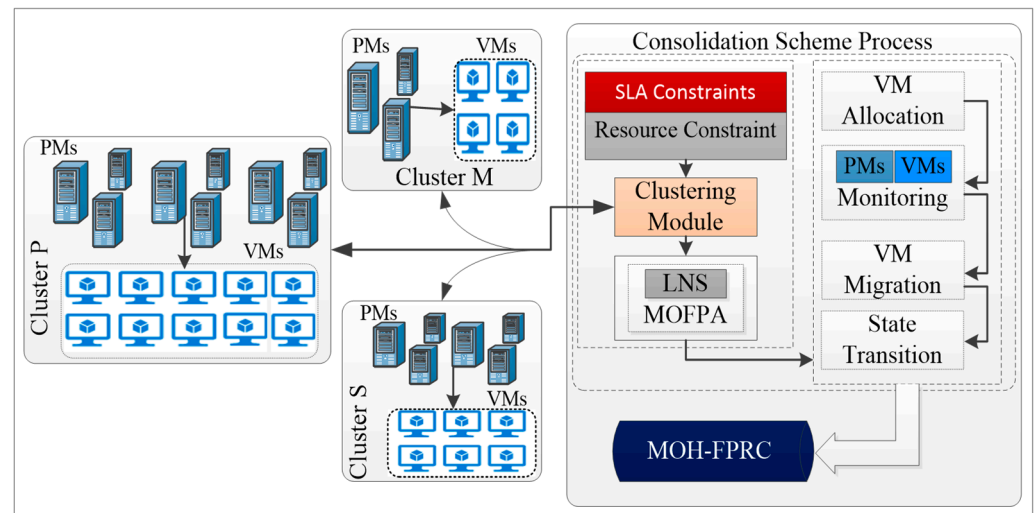 PMs
VMs
Cluster M
PMs
VMs
Cluster P
PMs
VMs
Cluster S
Consolidation Scheme Process
SLA Constraints
Resource Constraint
Clustering
Module
LNS
MOFPA
VM
Allocation
PMs VMs
Monitoring
VM
Migration
State
Transition
MOH-FPRC